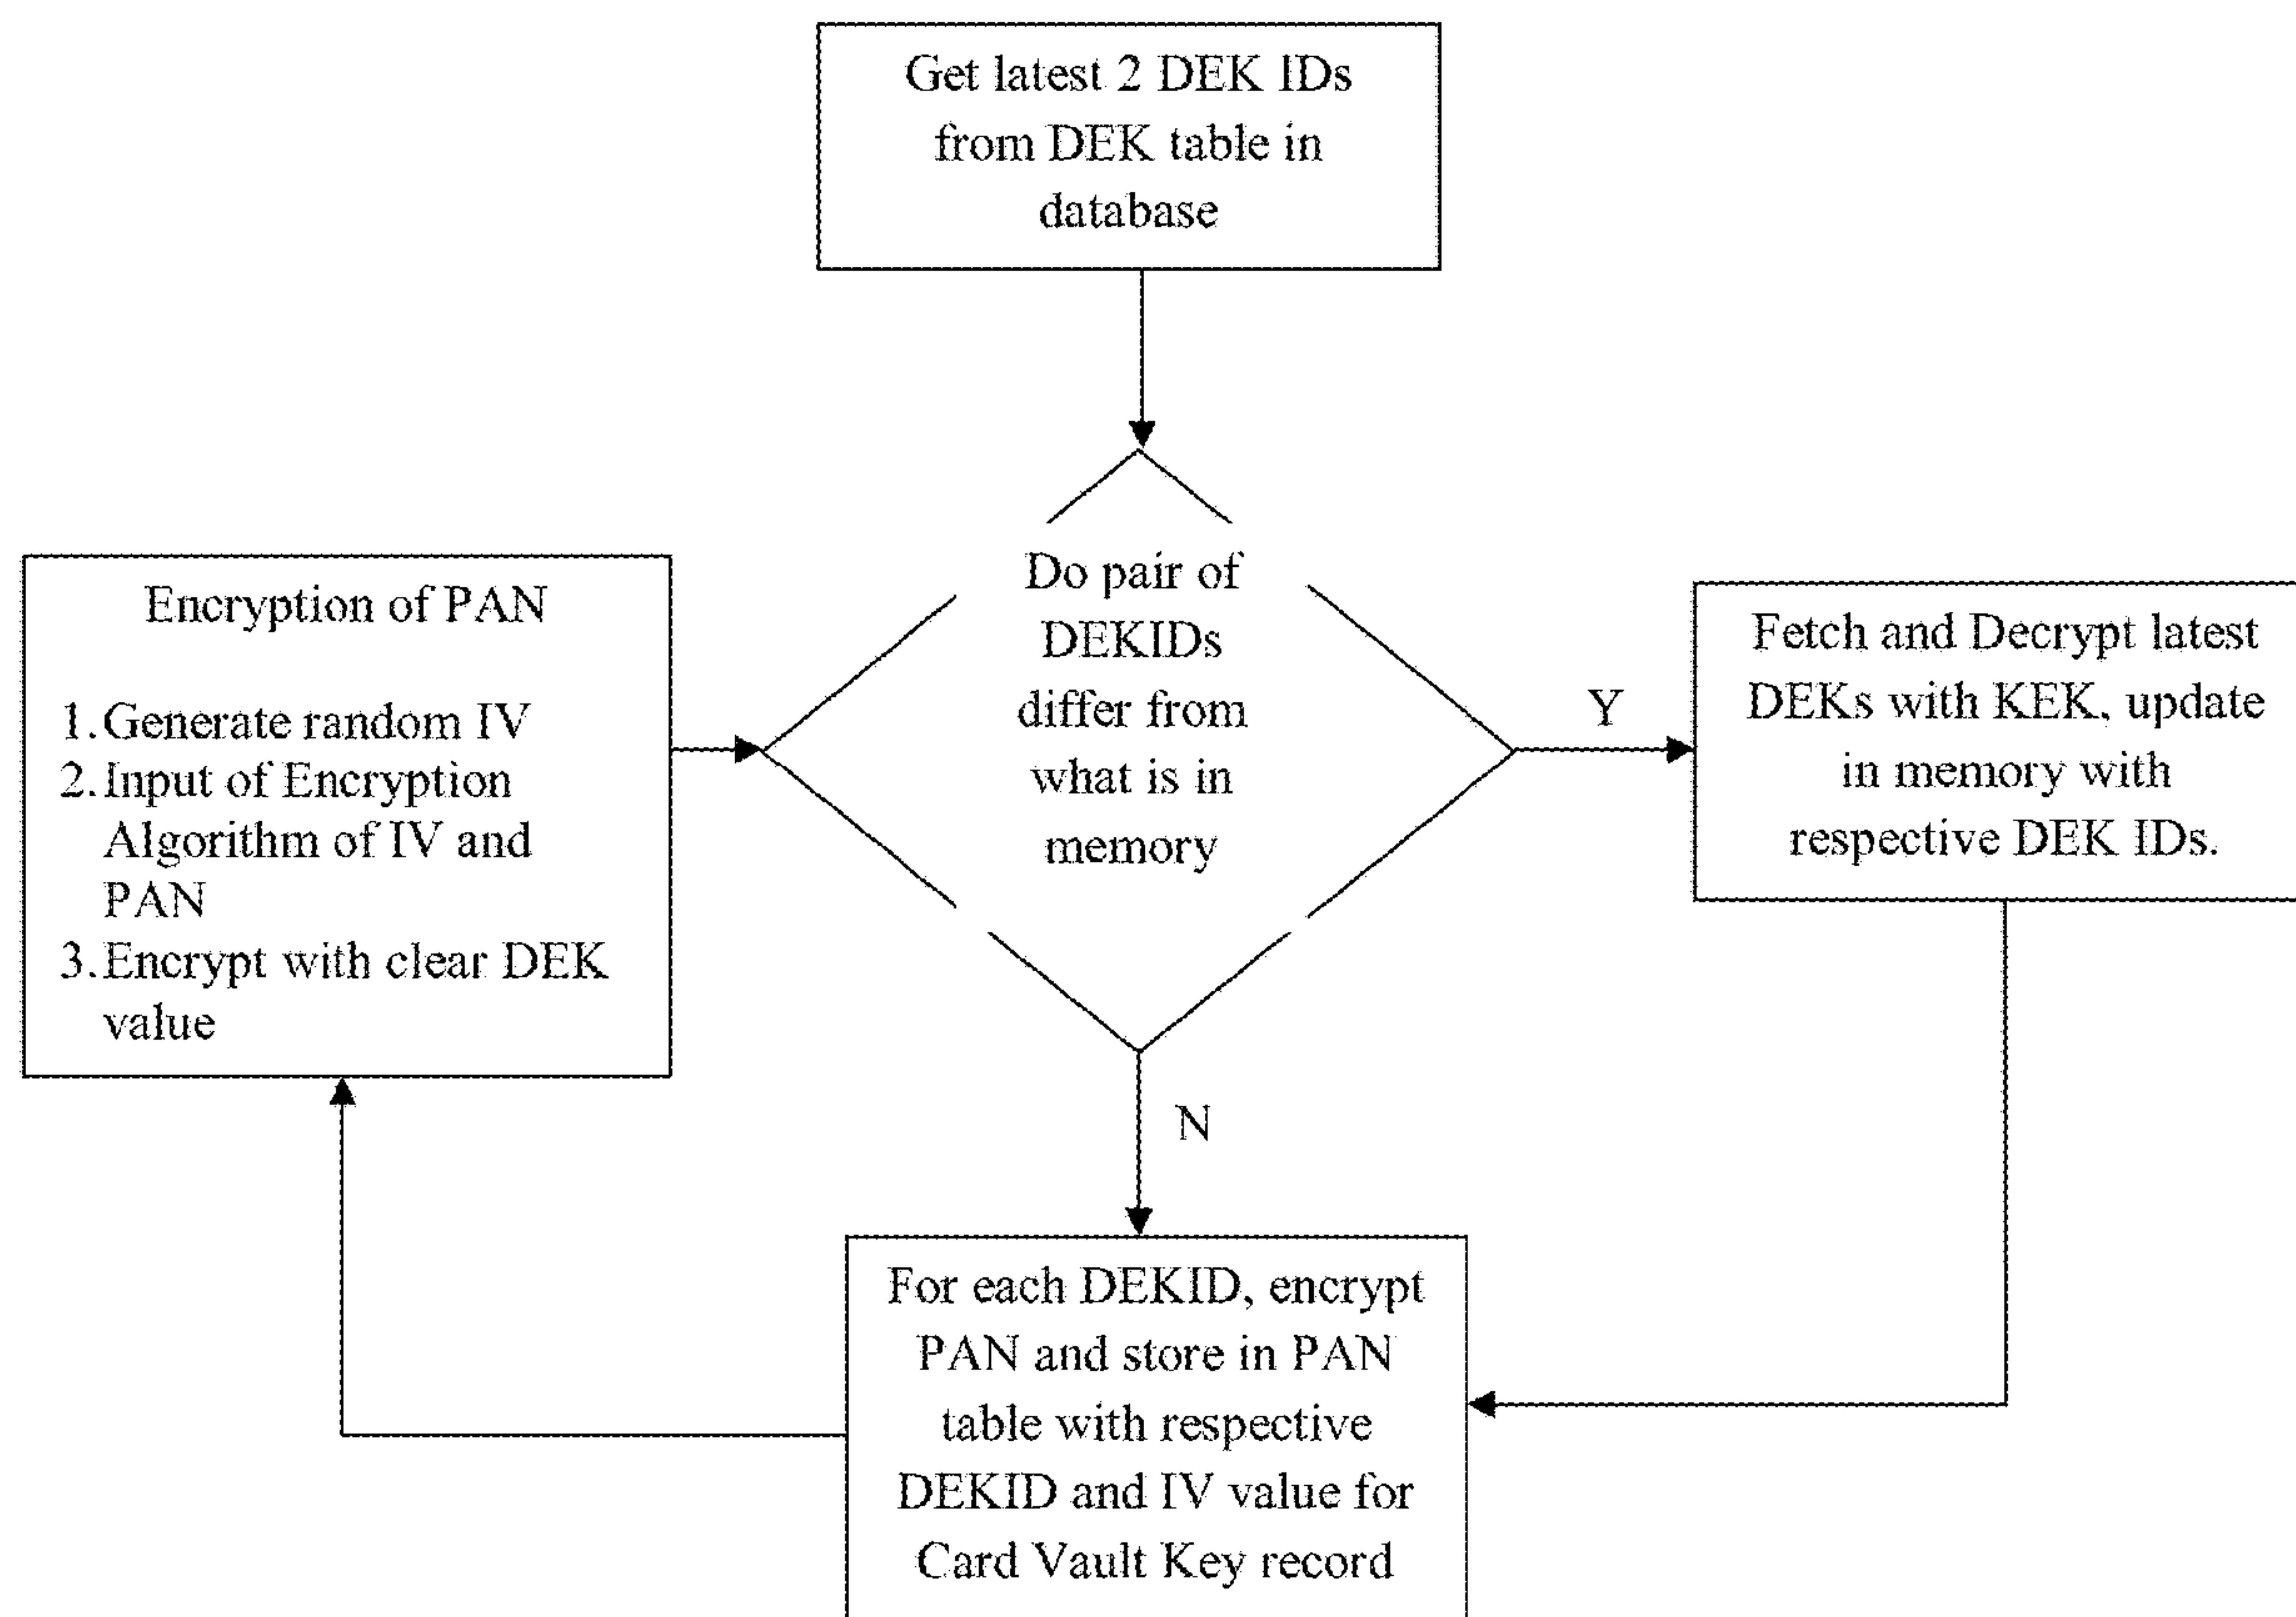 Get latest 2 DEK IDs
from DEK table in
database
Encryption of PAN
1. Generate random IV
2. Input of Encryption
Algorithm of IV and
PAN
3. Encrypt with clear DEK
value
Do pair of
DEKIDs
differ from
what is in
memory
Y
Fetch and Decrypt latest
DEKs with KEK, update
in memory with
respective DEK IDs.
N
For each DEKID, encrypt
PAN and store in PAN
table with respective
DEKID and IV value for
Card Vault Key record